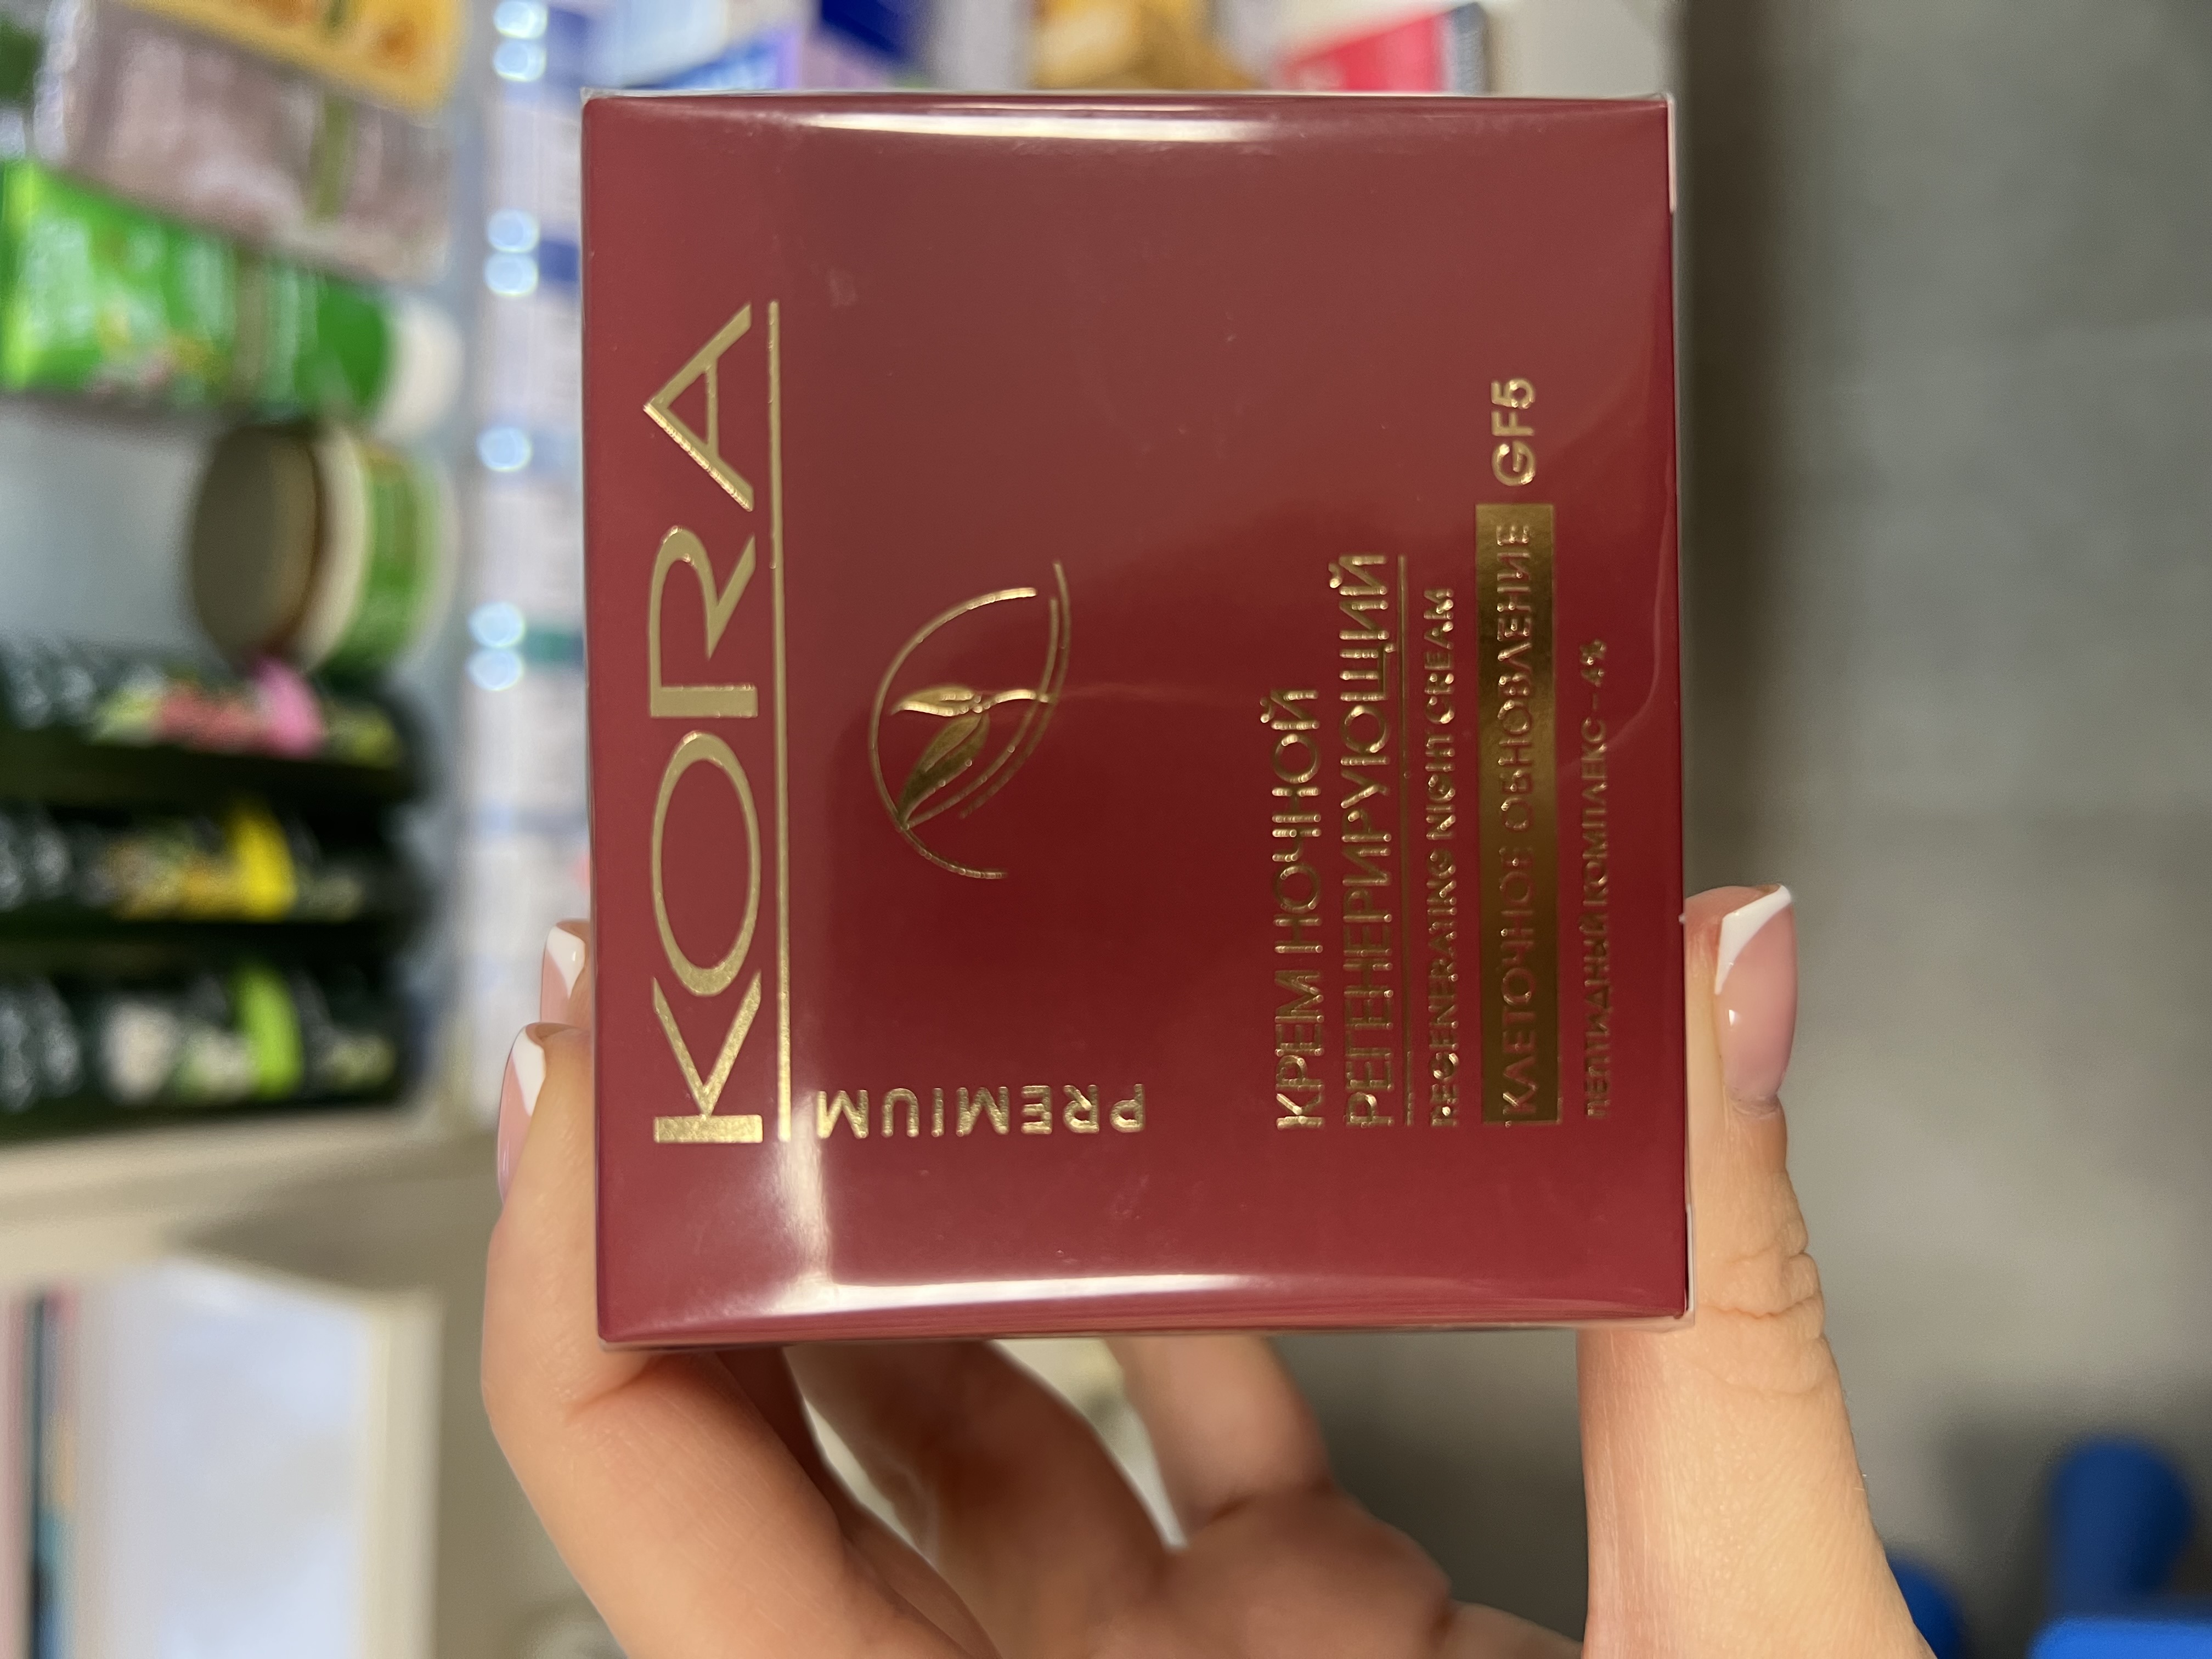 KORA
PREMIUM
КРЕМ НОЧНОЙ
РЕГЕНЕРИРУЮЩИЙ
REGENERATING NIGHT CREAM
КЛЕТОЧНОЕ ОБНОВЛЕНИЕ GF5
ПЕПТИДНЫЙ КОМПЛЕКС – 4%